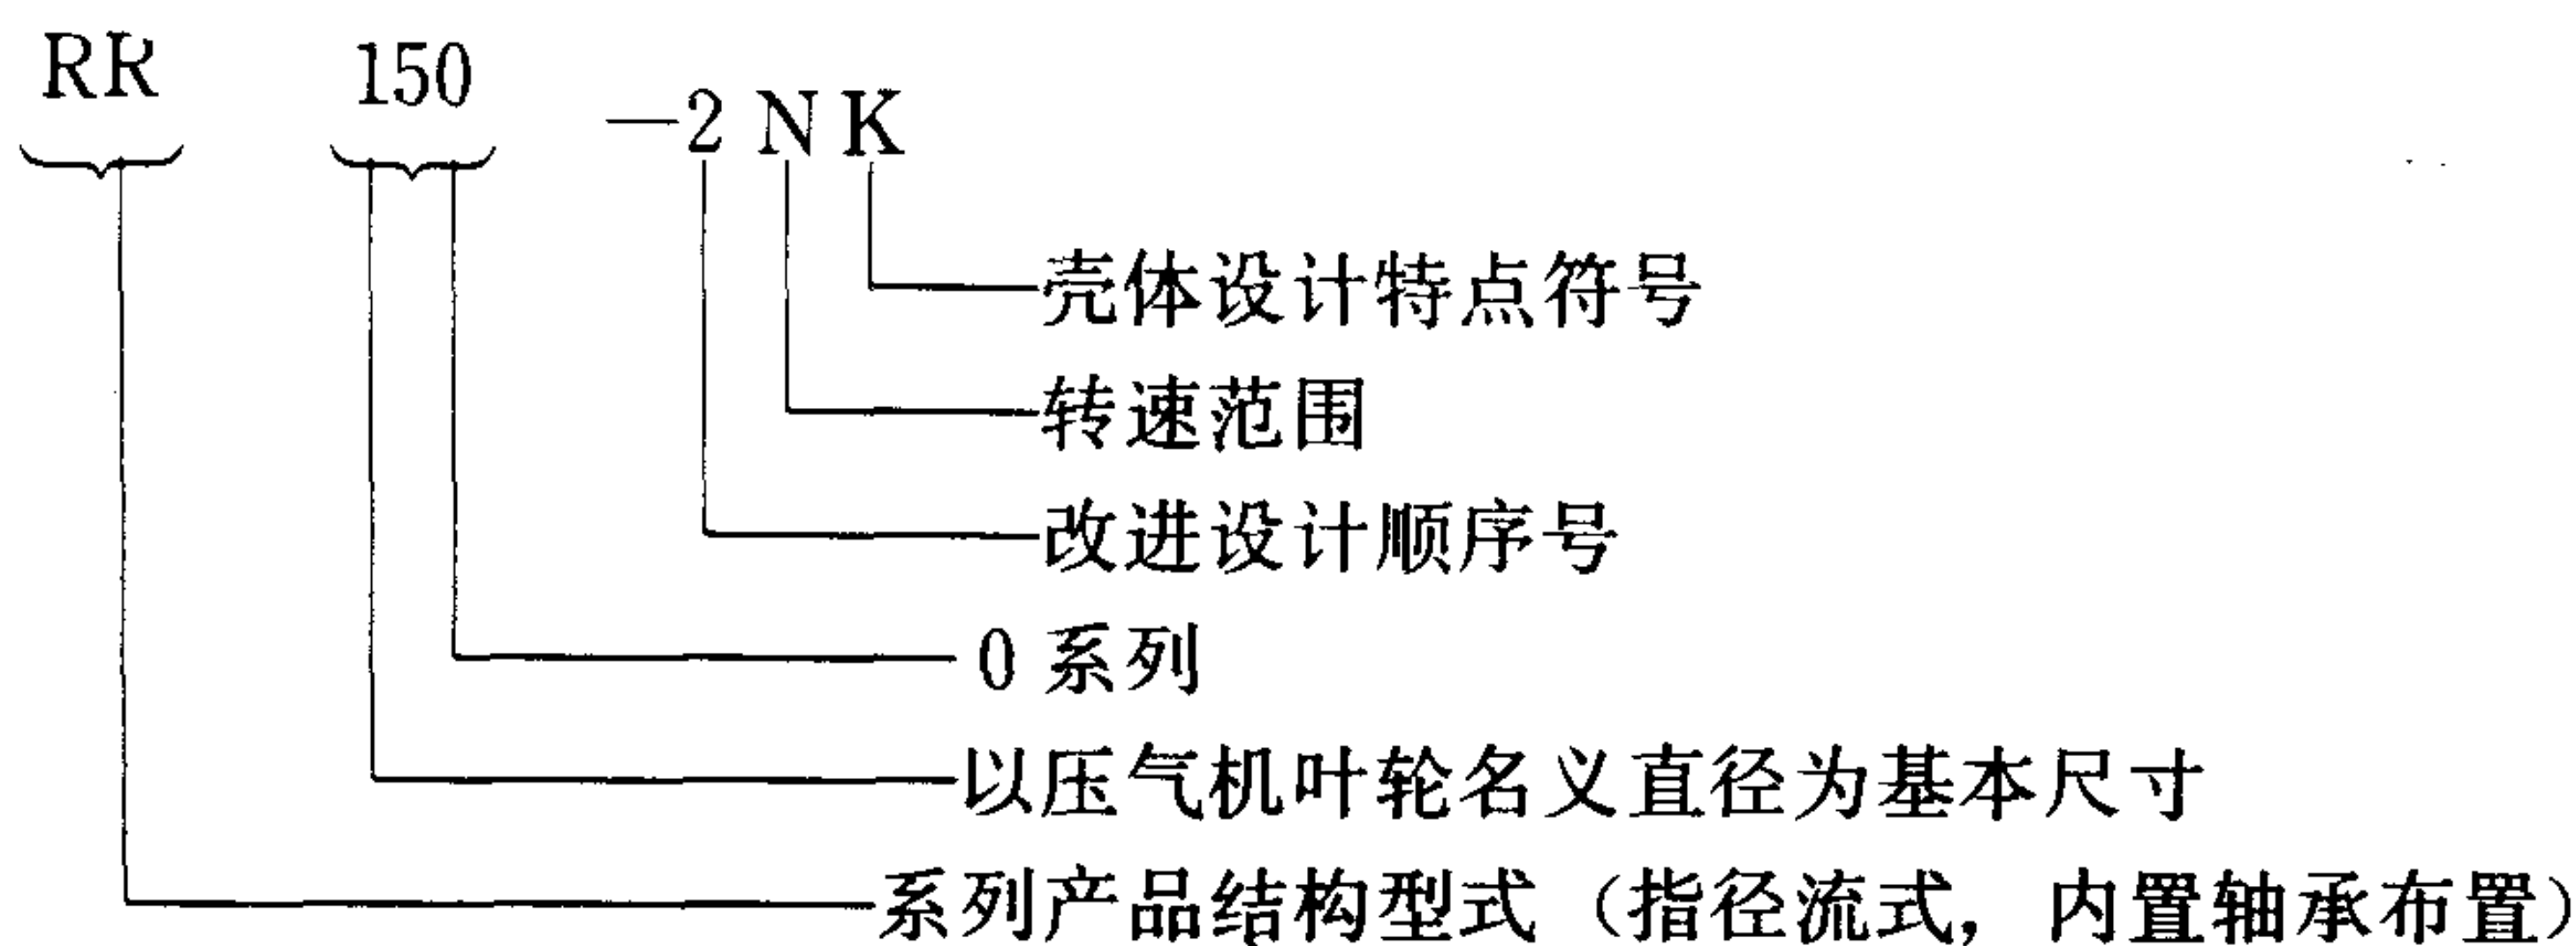 RR 150 —2 N K
壳体设计特点符号
转速范围
改进设计顺序号
0 系列
以压气机叶轮名义直径为基本尺寸
系列产品结构型式（指径流式，内置轴承布置）